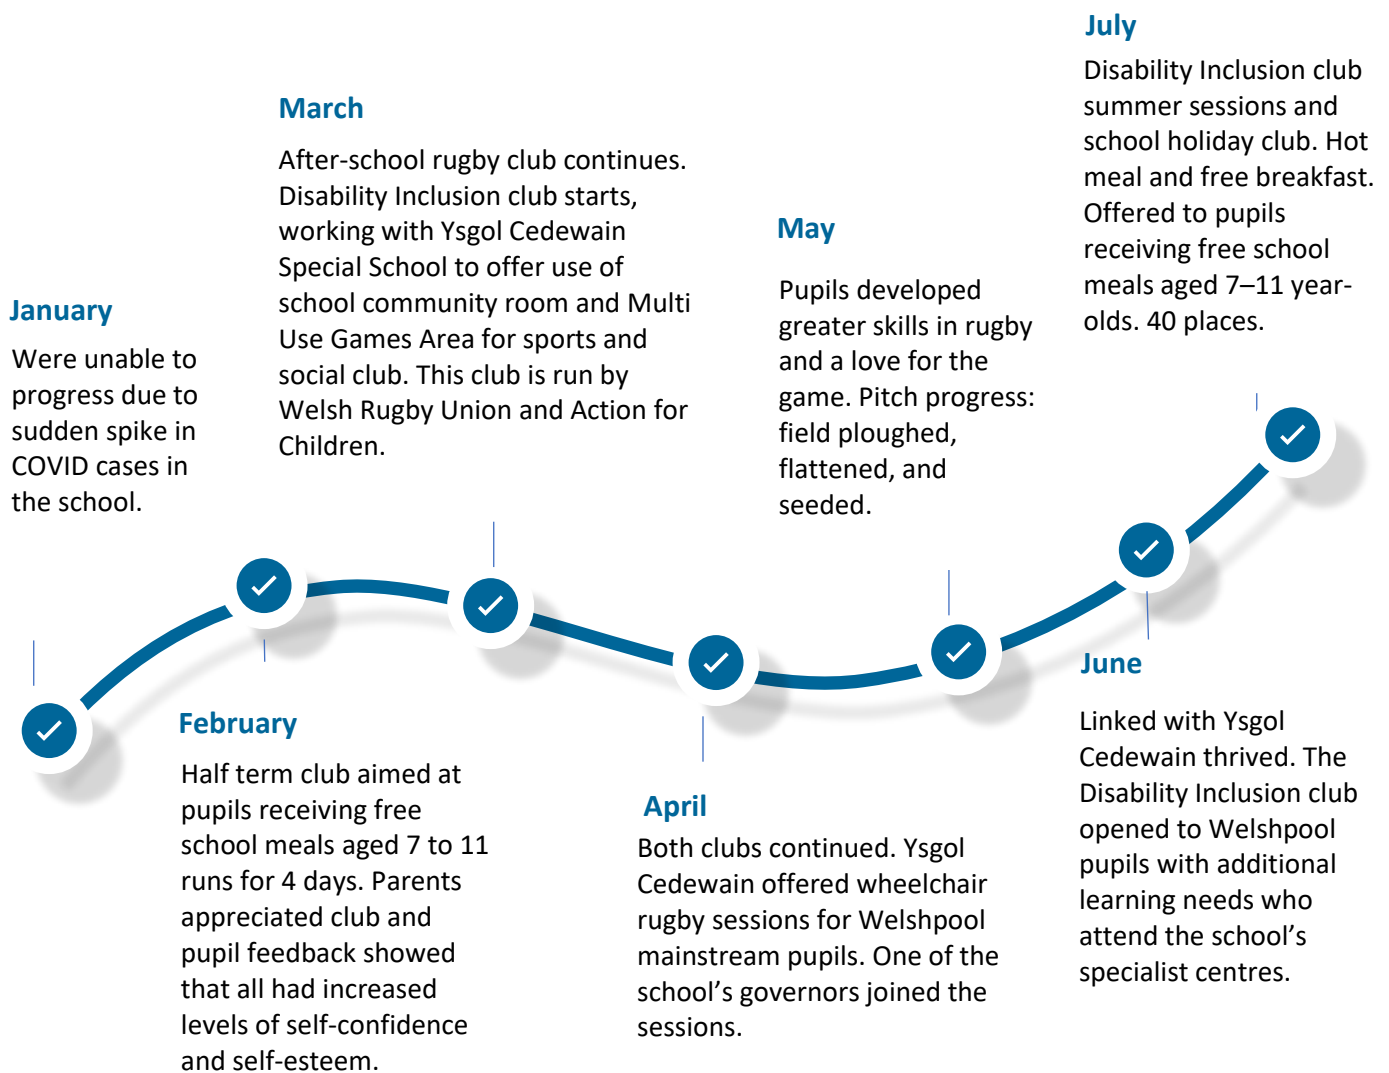 January
Were unable to
progress due to
sudden spike in
COVID cases in
the school.
February
Half term club aimed at
pupils receiving free
school meals aged 7 to 11
runs for 4 days. Parents
appreciated club and
pupil feedback showed
that all had increased
levels of self-confidence
and self-esteem.
March
After-school rugby club continues.
Disability Inclusion club starts,
working with Ysgol Cedewain
Special School to offer use of
school community room and Multi
Use Games Area for sports and
social club. This club is run by
Welsh Rugby Union and Action for
Children.
April
Both clubs continued. Ysgol
Cedewain offered wheelchair
rugby sessions for Welshpool
mainstream pupils. One of the
school’s governors joined the
sessions.
May
Pupils developed
greater skills in rugby
and a love for the
game. Pitch progress:
field ploughed,
flattened, and
seeded.
June
Linked with Ysgol
Cedewain thrived. The
Disability Inclusion club
opened to Welshpool
pupils with additional
learning needs who
attend the school’s
specialist centres.
July
Disability Inclusion club
summer sessions and
school holiday club. Hot
meal and free breakfast.
Offered to pupils
receiving free school
meals aged 7–11 year-
olds. 40 places.